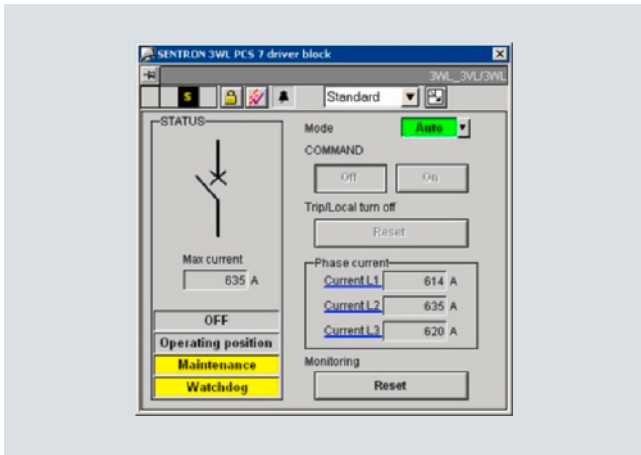 SENTRON 3WL PCS 7 driver block
3WL_3VL/3WL
S
Standard
STATUS
Max current
635 A
OFF
Operating position
Maintenance
Watchdog
Mode Auto
COMMAND
Off On
Trip/Local turn off
Reset
Phase current
Current L1 614 A
Current L2 635 A
Current L3 620 A
Monitoring
Reset